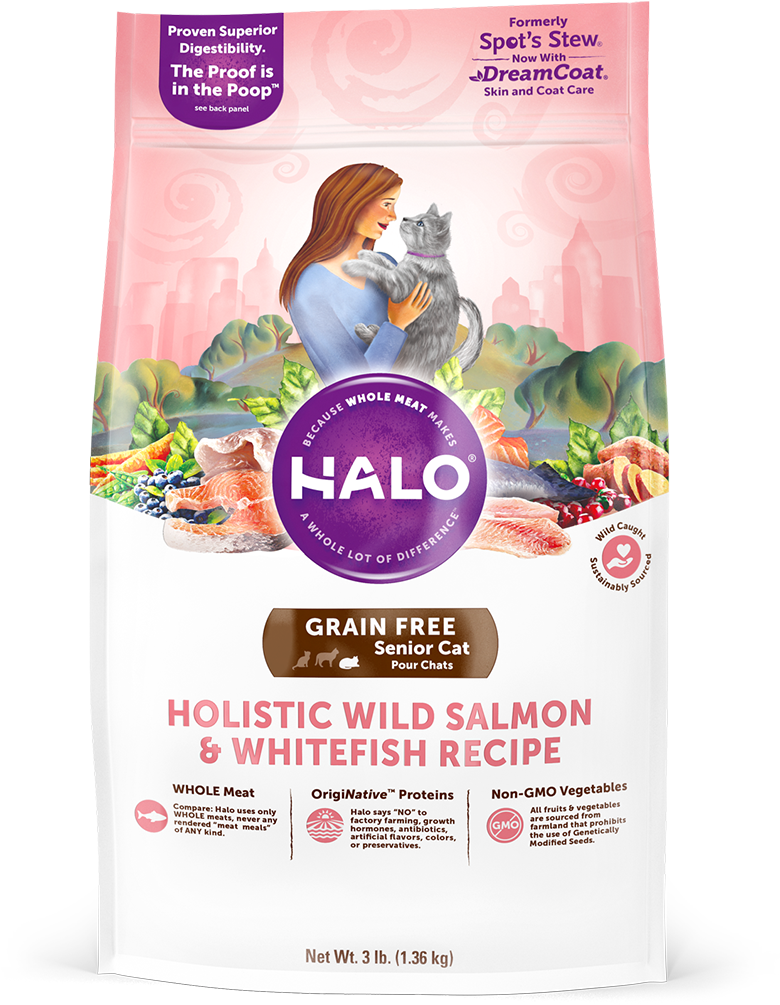 Proven Superior
Digestibility.
The Proof is
in the Poop™
see back panel
Formerly
Spot's Stew®
Now With
DreamCoat®
Skin and Coat Care
BECAUSE WHOLE MEAT MAKES
HALO®
A WHOLE LOT OF DIFFERENCE™
Wild Caught
Sustainably Sourced
GRAIN FREE
Senior Cat
Pour Chats
HOLISTIC WILD SALMON
& WHITEFISH RECIPE
WHOLE Meat
Compare: Halo uses only
WHOLE meats, never any
rendered "meat meals"
of ANY kind.
OrigiNative™ Proteins
Halo says "NO" to
factory farming, growth
hormones, antibiotics,
artificial flavors, colors,
or preservatives.
Non-GMO Vegetables
GMO
All fruits & vegetables
are sourced from
farmland that prohibits
the use of Genetically
Modified Seeds.
Net Wt. 3 lb. (1.36 kg)